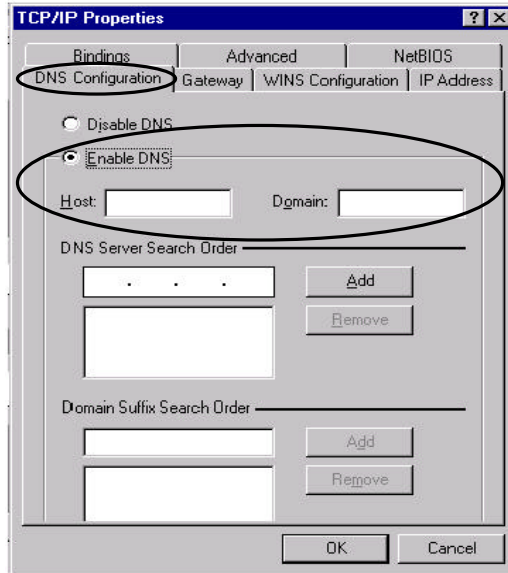 TCP/IP Properties
Bindings Advanced NetBIOS
DNS Configuration Gateway WINS Configuration IP Address
Disable DNS
Enable DNS
Host: Domain:
DNS Server Search Order
. . .
Add
Remove
Domain Suffix Search Order
Add
Remove
OK Cancel